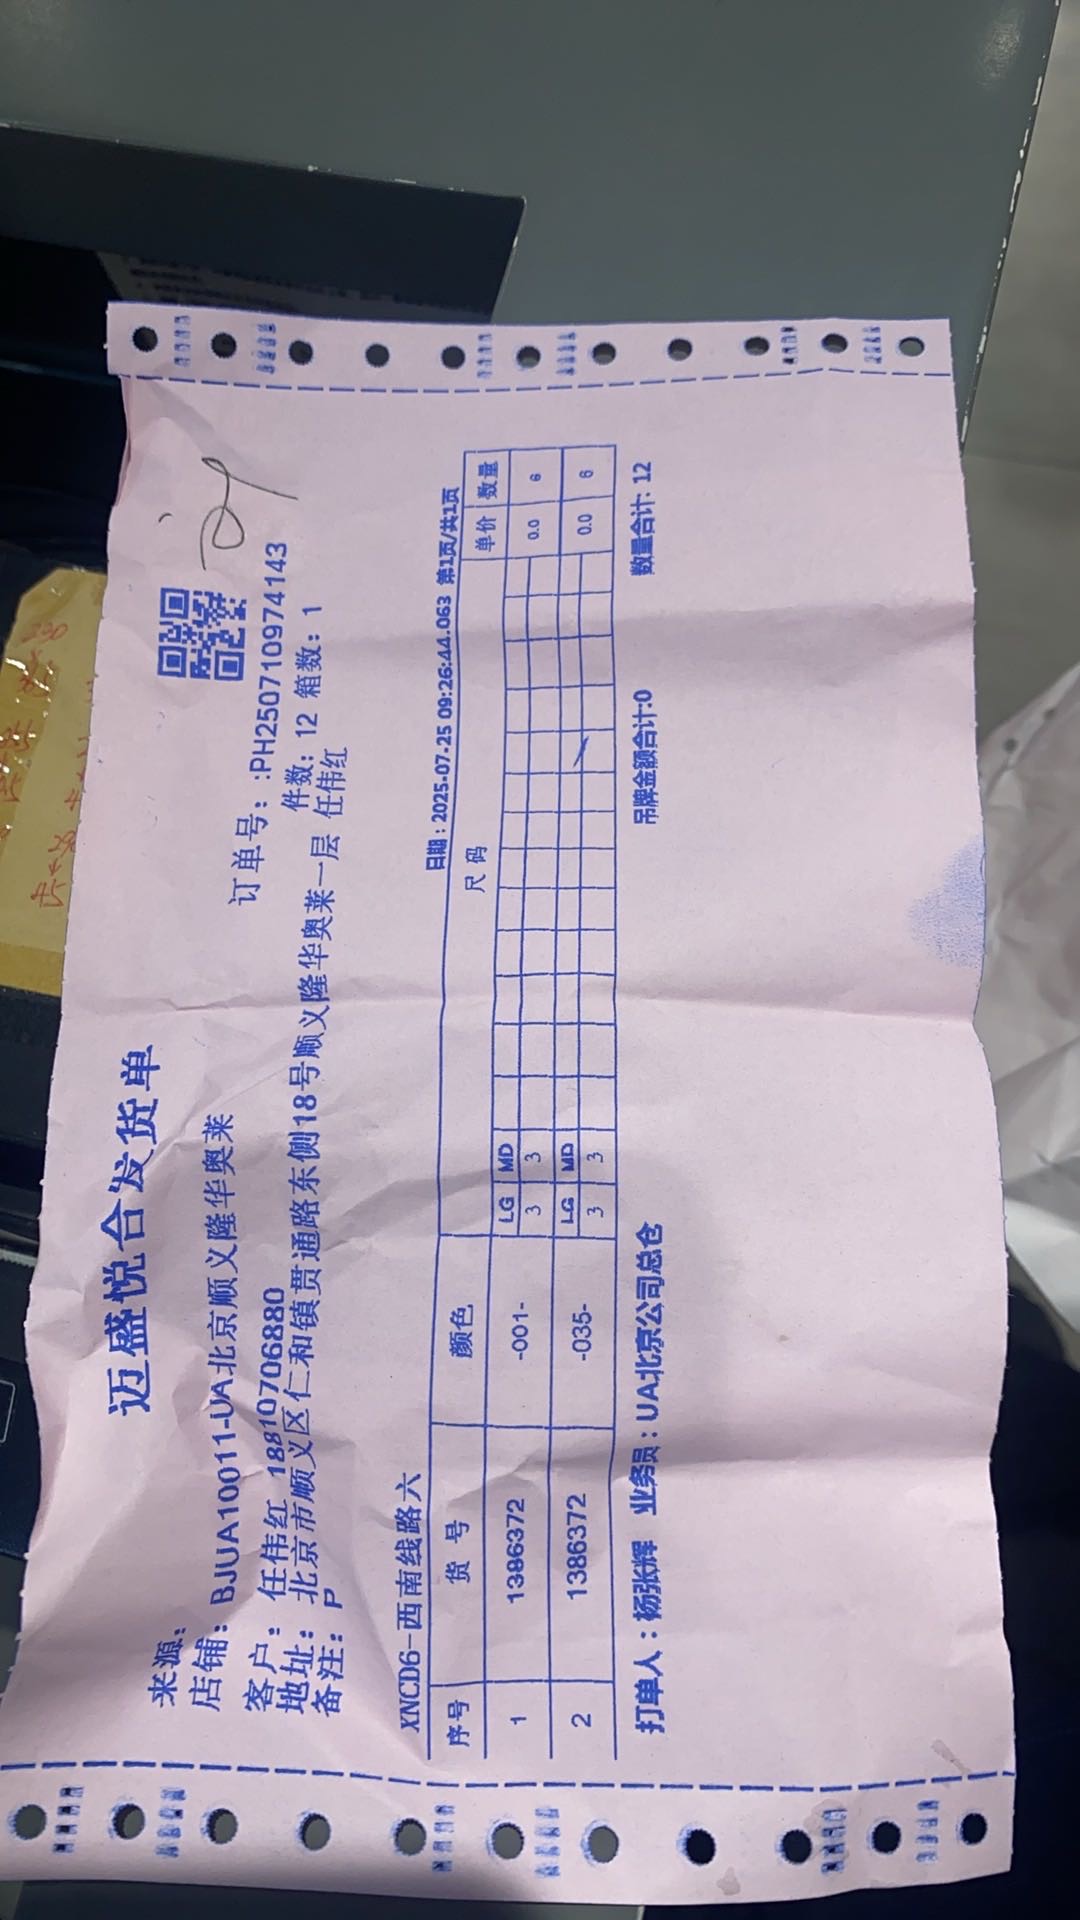 迈盛悦合发货单
来源:
店铺: BJUA10011-UA北京顺义隆华奥莱
订单号: :PH250710974143
客户: 任伟红 18810706880
件数: 12 箱数: 1
地址: 北京市顺义区仁和镇贯通路东侧18号顺义隆华奥莱一层 任伟红
备注: P
XNCD6-西南线路六
日期: 2025-07-25 09:26:44.063 第1页/共1页
序号 货号 颜色 尺码 单价 数量
LG MD
1 1386372 -001- 3 3 0.0 6
LG MD
2 1386372 -035- 3 3 0.0 6
打单人: 杨张辉 业务员: UA北京公司总仓 吊牌金额合计:0 数量合计: 12